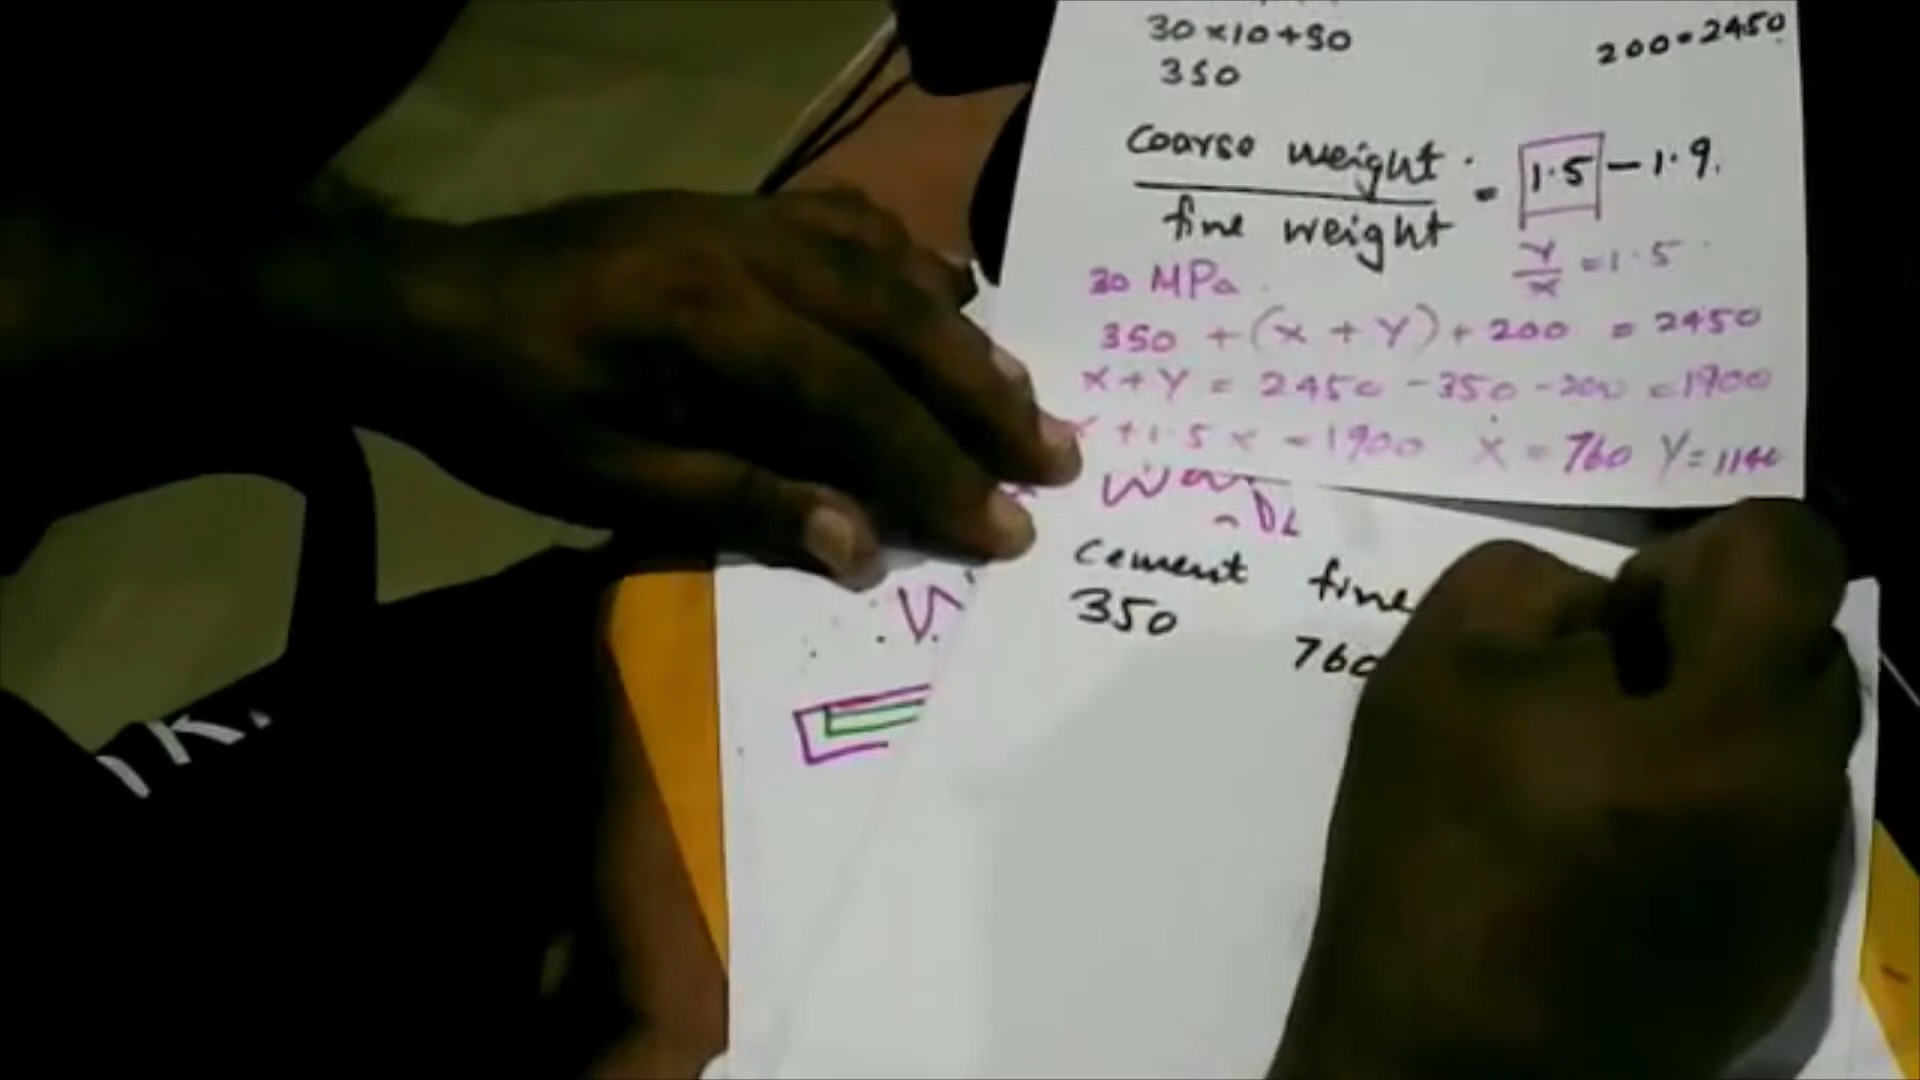 30×10+50
200=2450
350
coarse weight
fine weight
= 1.5 – 1.9.
Y/X = 1.5
30 MPa
350 + (X + Y) + 200 = 2450
X + Y = 2450 - 350 - 200 = 1900
X + 1.5 X = 1900 X = 760 Y = 1140
cement fine
350 760
K.